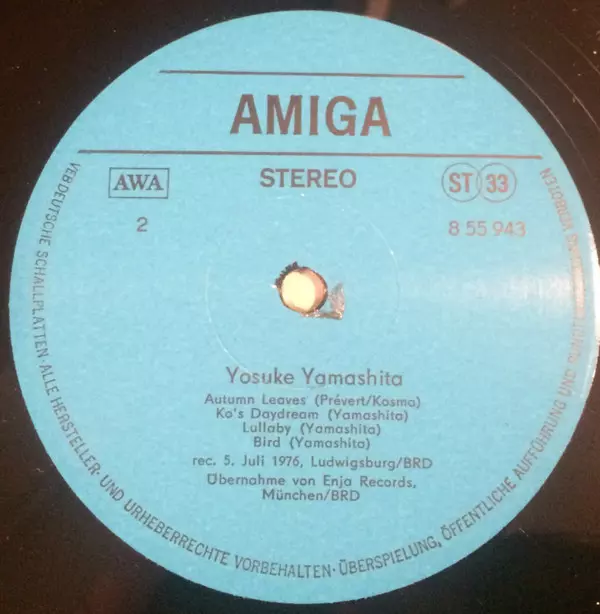 AMIGA
AWA
STEREO
ST 33
2
8 55 943
Yosuke Yamashita
Autumn Leaves (Prévert/Kosma)
Ko's Daydream (Yamashita)
Lullaby (Yamashita)
Bird (Yamashita)
rec. 5. Juli 1976, Ludwigsburg/BRD
Übernahme von Enja Records,
München/BRD
VEB DEUTSCHE SCHALLPLATTEN · ALLE HERSTELLER- UND URHEBERRECHTE VORBEHALTEN · ÜBERSPIELUNG, ÖFFENTLICHE AUFFÜHRUNG UND VERBOTEN